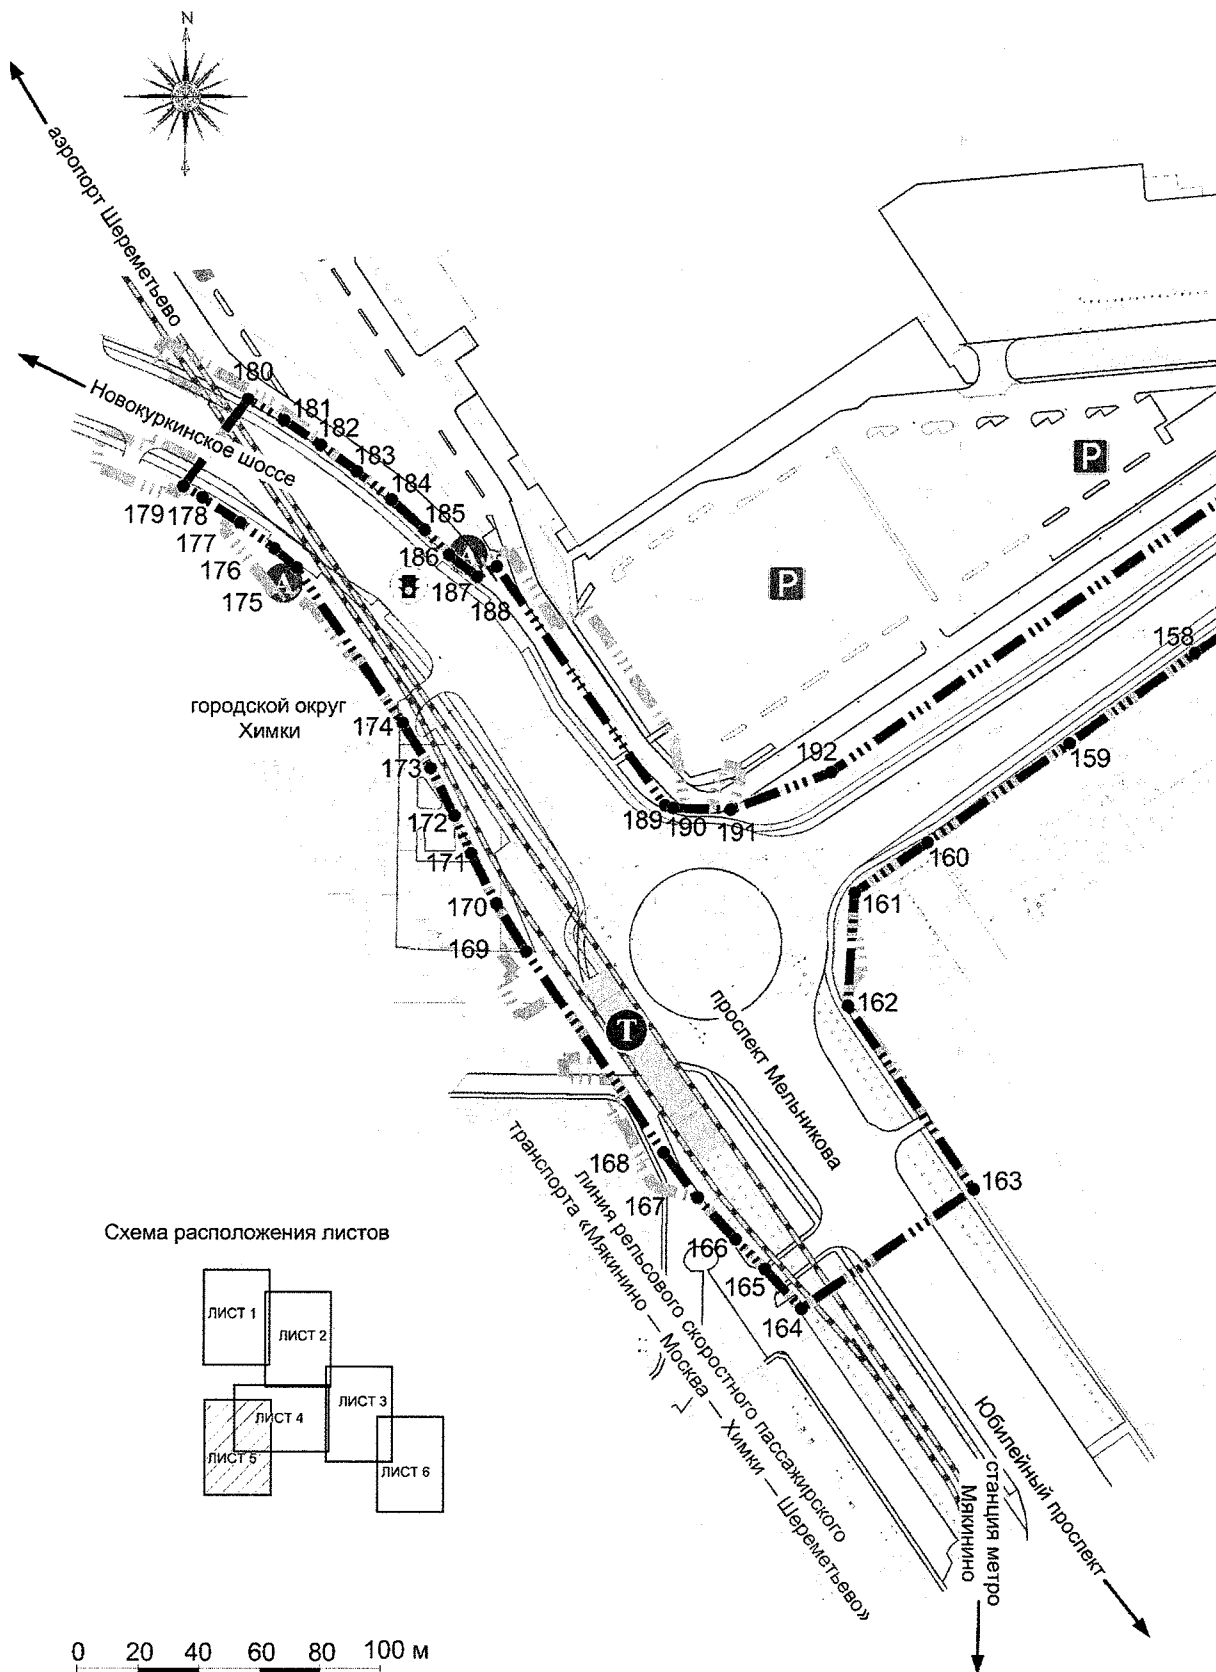 N
аэропорт Шереметьево
Новокуркинское шоссе
180
181
182
183
184
185
186
187
188
179
178
177
176
175
А
А
P
P
158
159
городской округ
Химки
174
173
172
171
170
169
189
190
191
192
160
161
162
163
Т
проспект Мельникова
168
167
166
165
164
линия рельсового скоростного пассажирского
транспорта «Мякинино — Москва — Химки — Шереметьево»
Схема расположения листов
ЛИСТ 1
ЛИСТ 2
ЛИСТ 3
ЛИСТ 4
ЛИСТ 5
ЛИСТ 6
Юбилейный проспект
станция метро
Мякинино
0 20 40 60 80 100 м